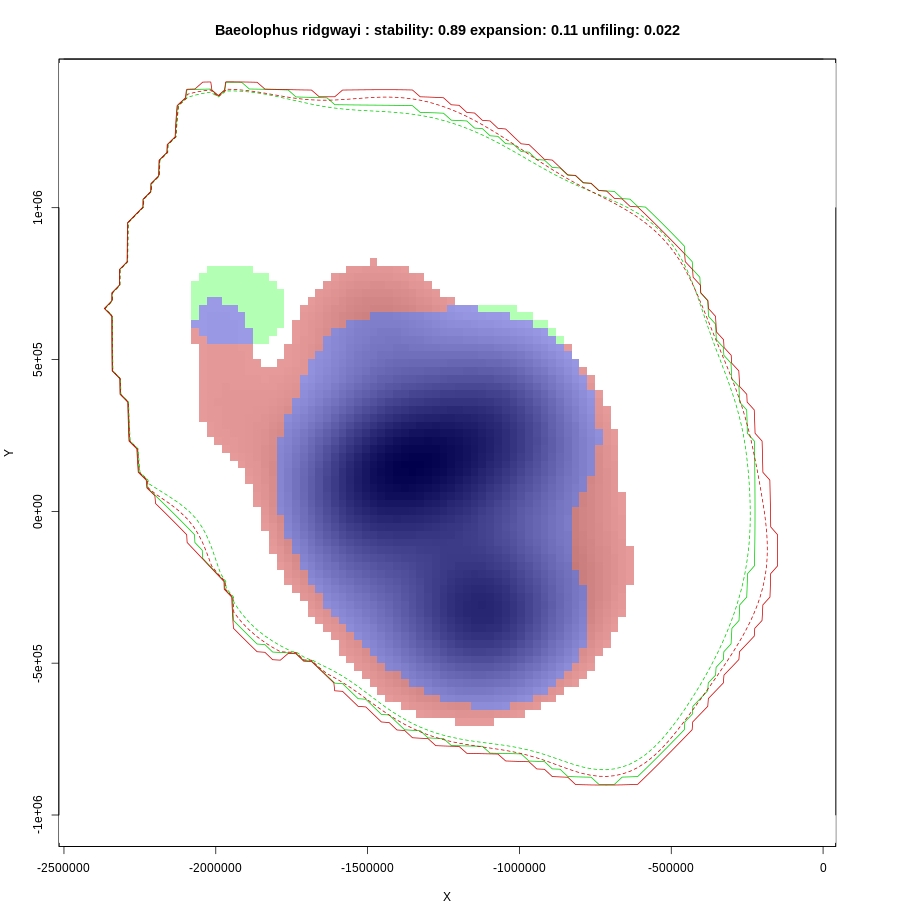 Baeolophus ridgwayi : stability: 0.89 expansion: 0.11 unfiling: 0.022
1e+06
5e+05
0e+00
-5e+05
-1e+06
Y
-2500000 -2000000 -1500000 -1000000 -500000 0
X